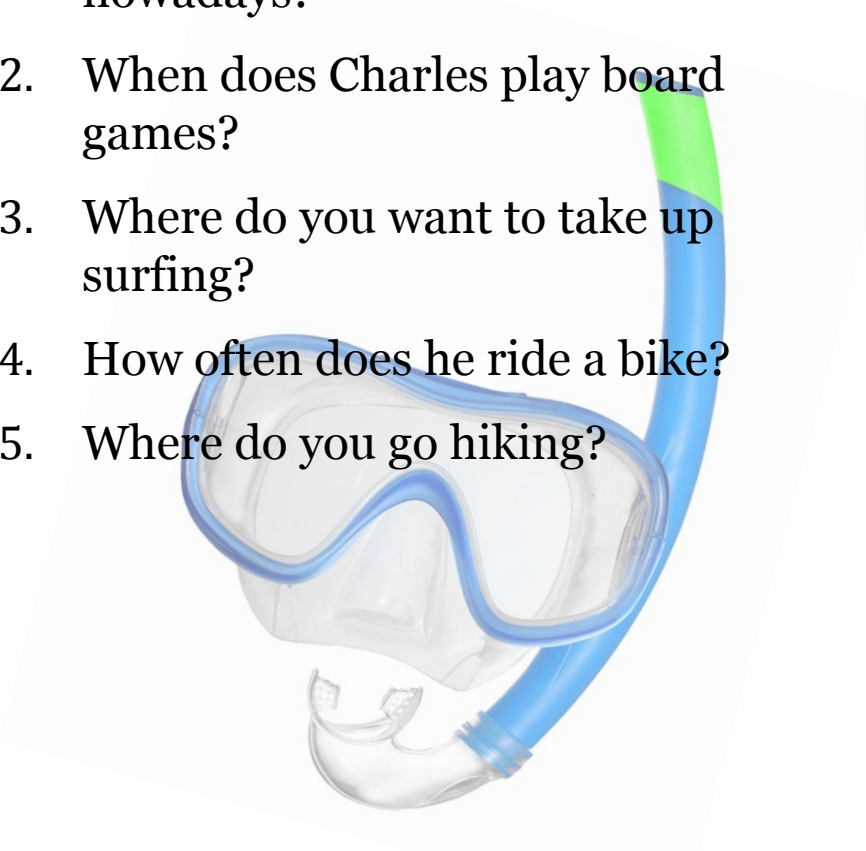 nowadays?
2. When does Charles play board
games?
3. Where do you want to take up
surfing?
4. How often does he ride a bike?
5. Where do you go hiking?